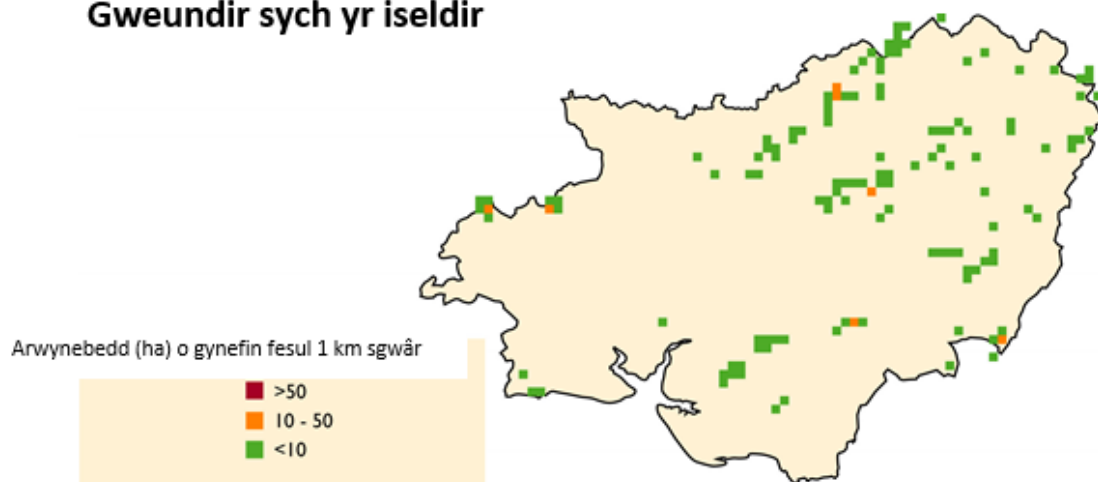 Gweundir sych yr iseldir
Arwynebedd (ha) o gynefin fesul 1 km sgwâr
>50
10 - 50
<10